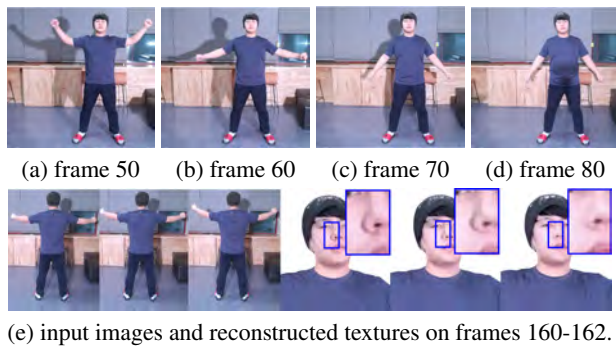 (a) frame 50 (b) frame 60 (c) frame 70 (d) frame 80
(e) input images and reconstructed textures on frames 160-162.